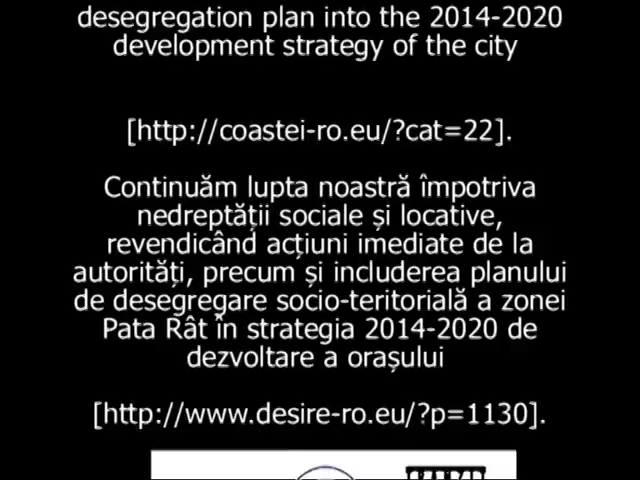 desegregation plan into the 2014-2020
development strategy of the city
[http://coastei-ro.eu/?cat=22].
Continuăm lupta noastră împotriva
nedreptății sociale și locative,
revendicând acțiuni imediate de la
autorități, precum și includerea planului
de desegregare socio-teritorială a zonei
Pata Rât în strategia 2014-2020 de
dezvoltare a orașului
[http://www.desire-ro.eu/?p=1130].